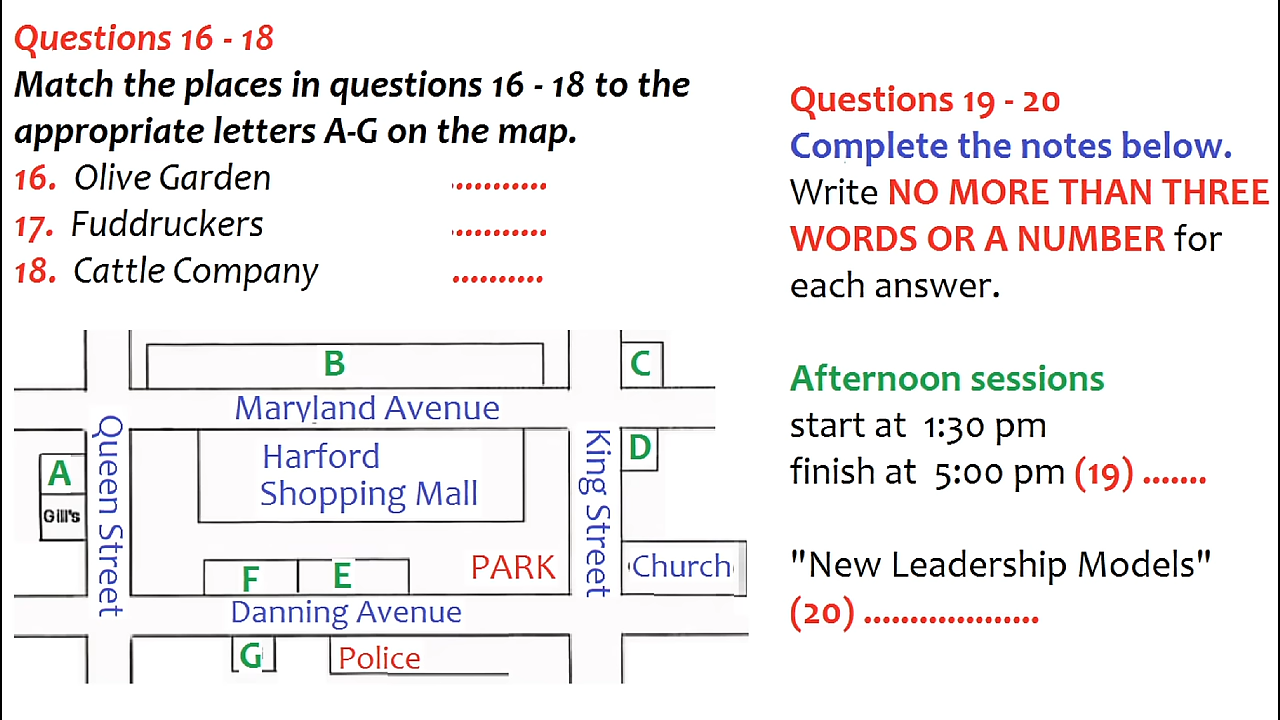 Questions 16 - 18
Match the places in questions 16 - 18 to the
appropriate letters A-G on the map.
16. Olive Garden ...........
17. Fuddruckers ...........
18. Cattle Company ..........
B
C
Maryland Avenue
Queen Street
A
Gill's
Harford
Shopping Mall
King Street
D
F
E
PARK
Church
Danning Avenue
G
Police
Questions 19 - 20
Complete the notes below.
Write NO MORE THAN THREE
WORDS OR A NUMBER for
each answer.
Afternoon sessions
start at 1:30 pm
finish at 5:00 pm (19) .......
"New Leadership Models"
(20) ...................